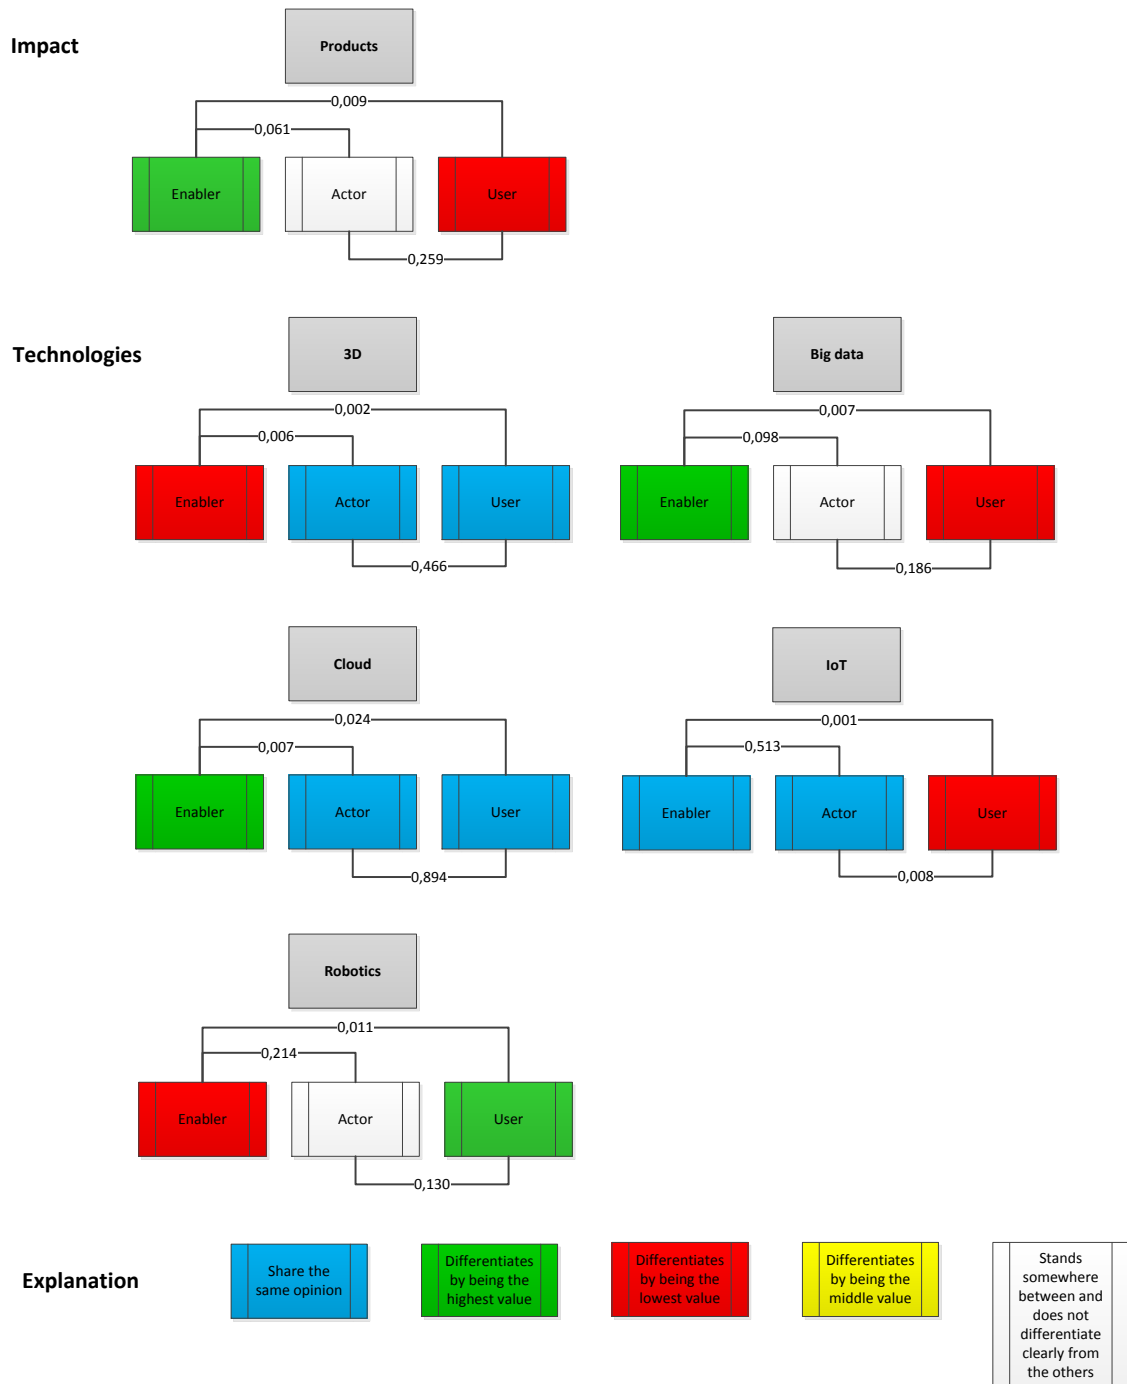 Impact
Products
0,009
0,061
Enabler
Actor
User
0,259
Technologies
3D
0,002
0,006
Enabler
Actor
User
0,466
Big data
0,007
0,098
Enabler
Actor
User
0,186
Cloud
0,024
0,007
Enabler
Actor
User
0,894
IoT
0,001
0,513
Enabler
Actor
User
0,008
Robotics
0,011
0,214
Enabler
Actor
User
0,130
Explanation
Share the
same opinion
Differentiates
by being the
highest value
Differentiates
by being the
lowest value
Differentiates
by being the
middle value
Stands
somewhere
between and
does not
differentiate
clearly from
the others